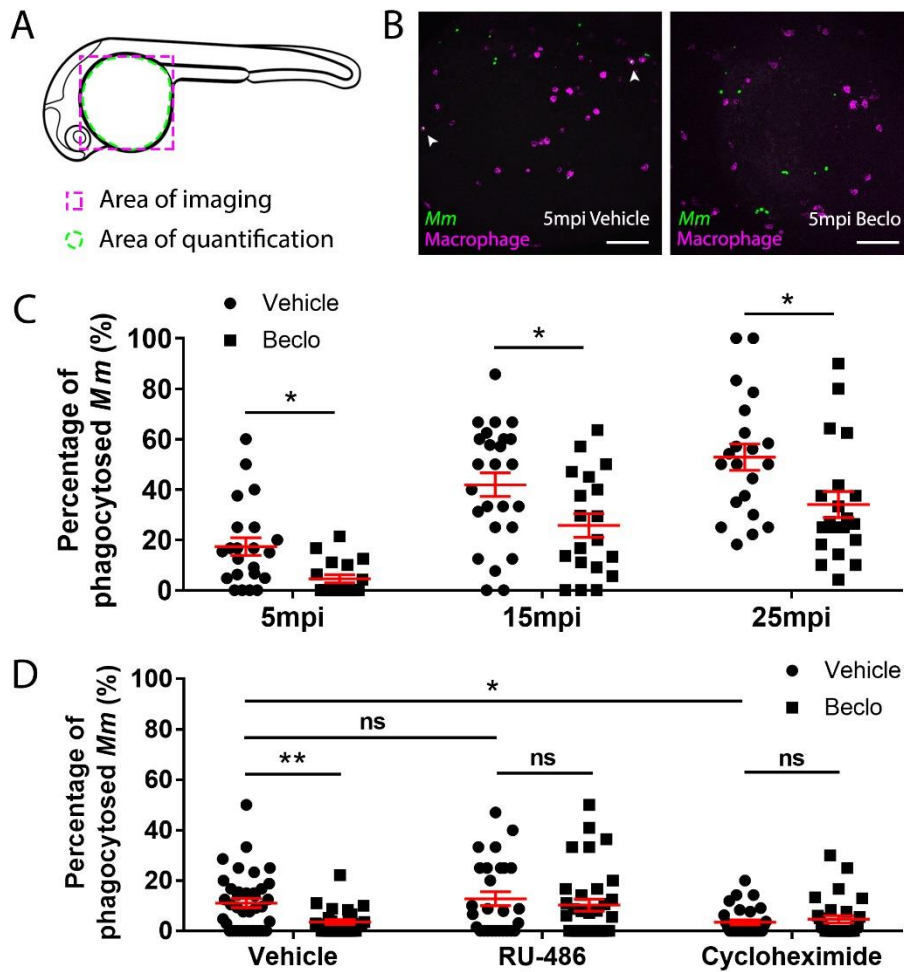 A
Area of imaging
Area of quantification
B
Mm
Macrophage
5mpi Vehicle
Mm
Macrophage
5mpi Beclo
C
Vehicle
Beclo
Percentage of
phagocytosed Mm (%)
100
80
60
40
20
0
*
*
*
5mpi
15mpi
25mpi
D
Vehicle
Beclo
Percentage of
phagocytosed Mm (%)
100
80
60
40
20
0
*
ns
**
ns
ns
Vehicle
RU-486
Cycloheximide